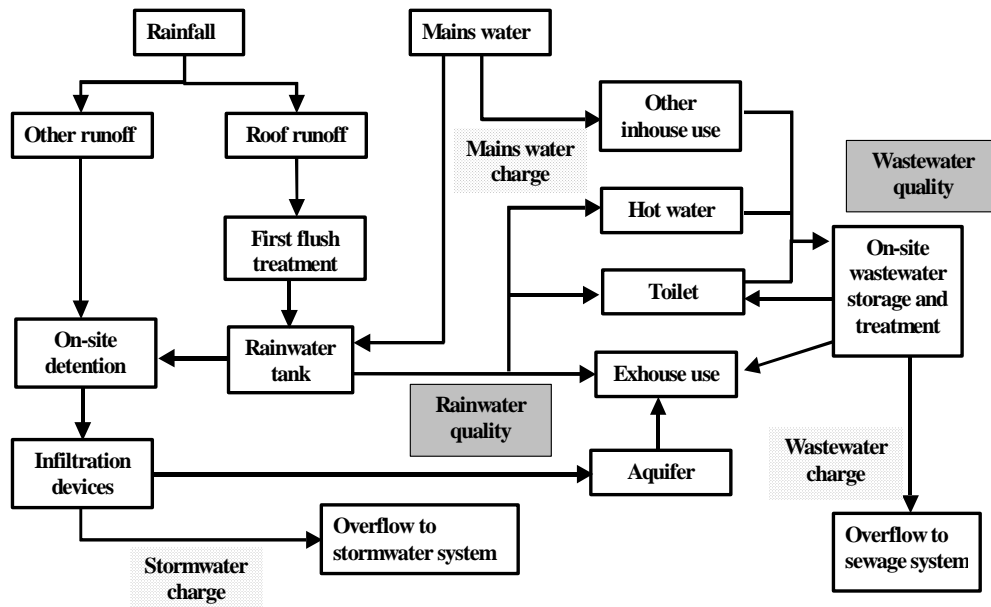 Rainfall
Mains water
Other runoff
Roof runoff
Other
inhouse use
Mains water
charge
Wastewater
quality
Hot water
First flush
treatment
On-site
wastewater
storage and
treatment
Toilet
On-site
detention
Rainwater
tank
Exhouse use
Rainwater
quality
Infiltration
devices
Aquifer
Wastewater
charge
Overflow to
stormwater system
Overflow to
sewage system
Stormwater
charge